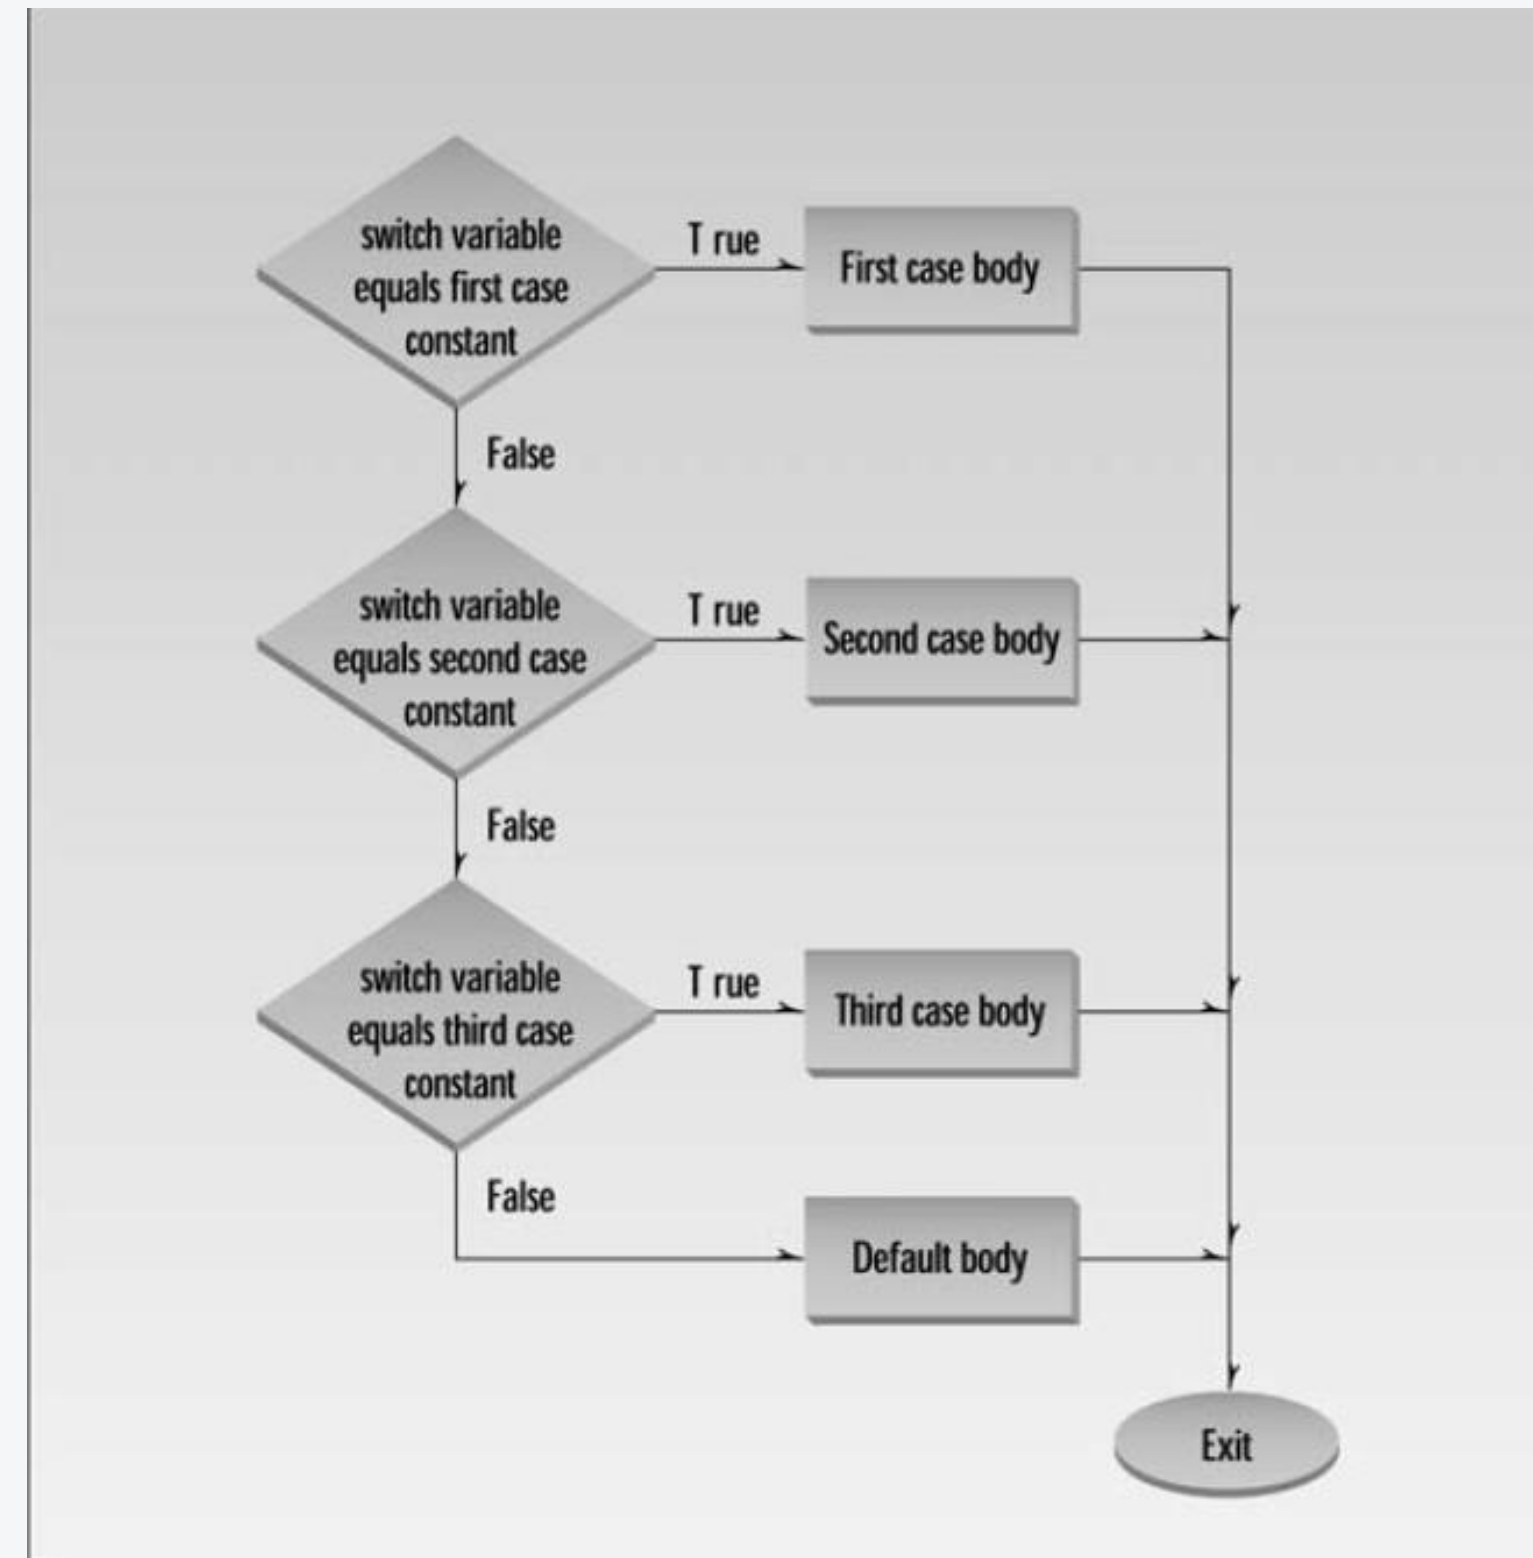 switch variable
equals first case
constant
T rue
First case body
False
switch variable
equals second case
constant
T rue
Second case body
False
switch variable
equals third case
constant
T rue
Third case body
False
Default body
Exit